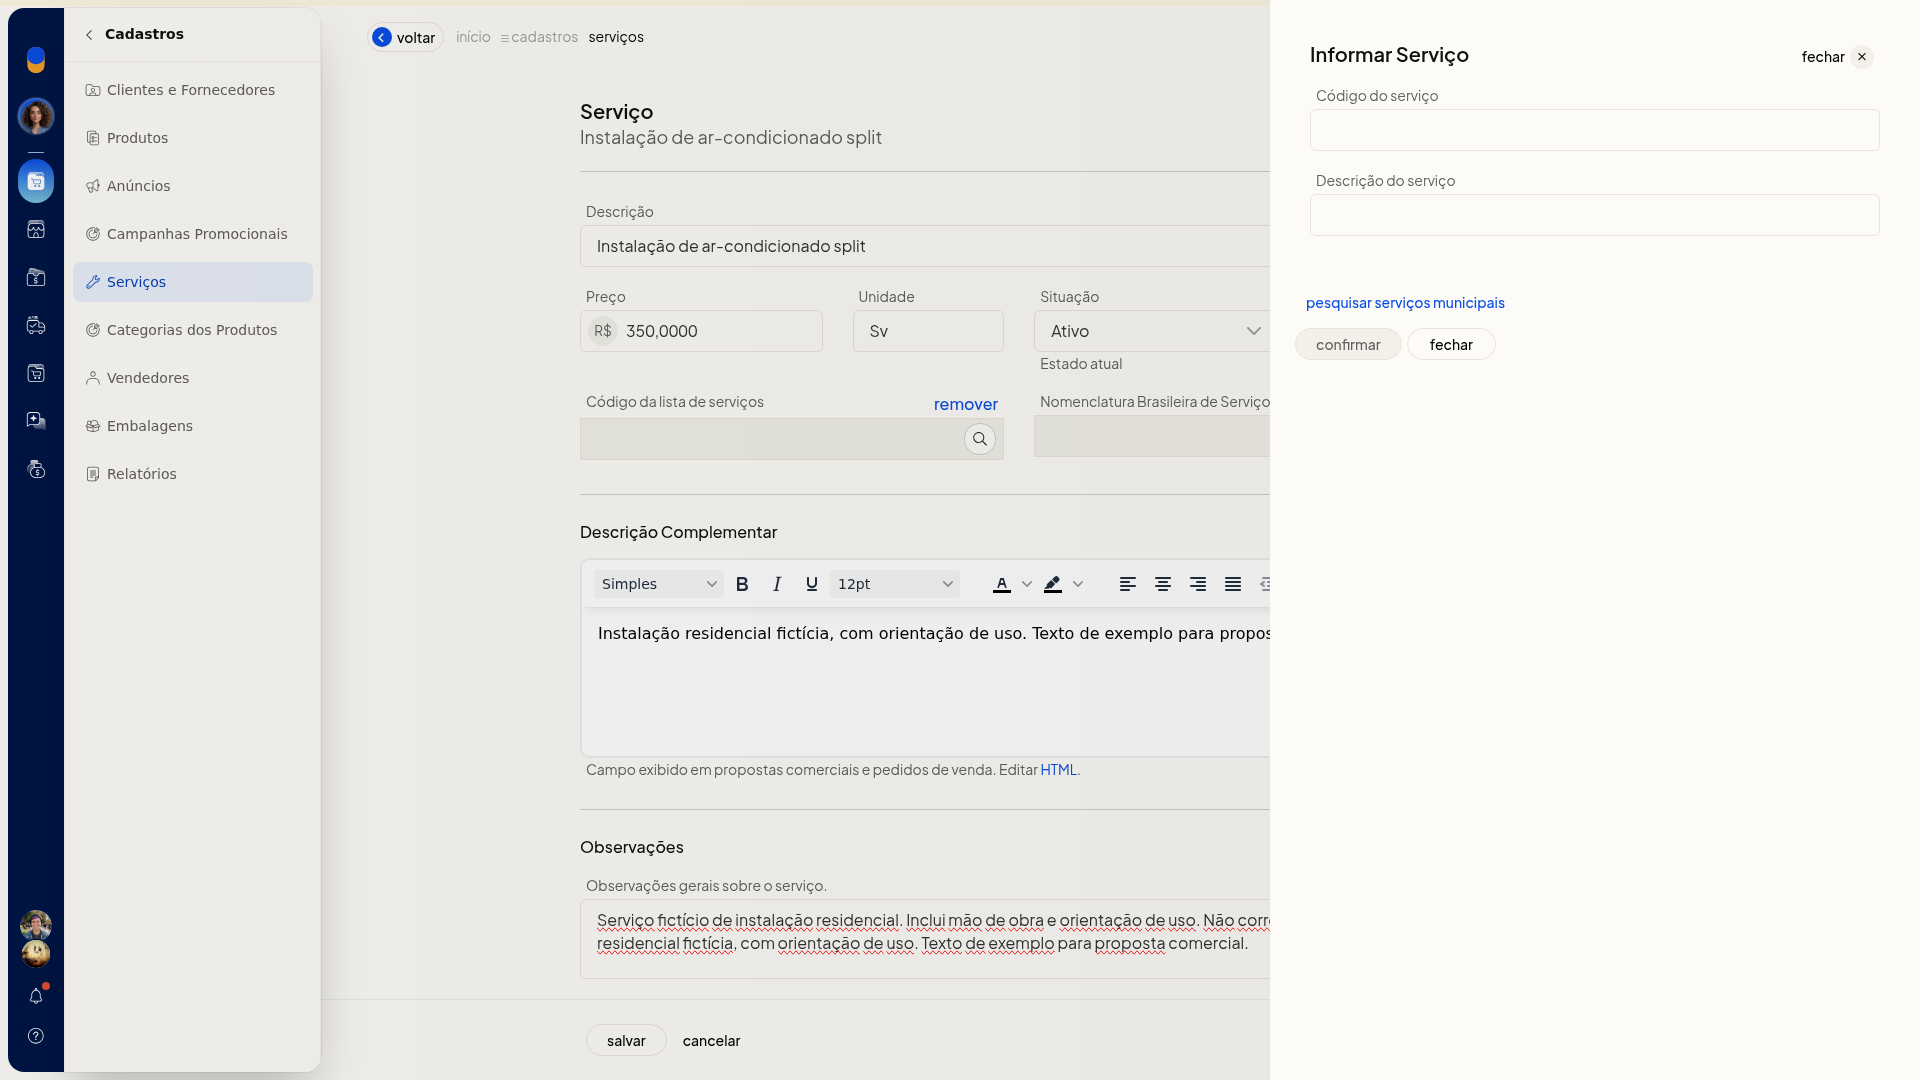 Cadastros
Clientes e Fornecedores
Produtos
Anúncios
Campanhas Promocionais
Serviços
Categorias dos Produtos
Vendedores
Embalagens
Relatórios
voltar início cadastros serviços
Serviço
Instalação de ar-condicionado split
Descrição
Instalação de ar-condicionado split
Preço Unidade Situação
R$ 350,0000 Sv Ativo
Estado atual
Código da lista de serviços remover Nomenclatura Brasileira de Serviço
Descrição Complementar
Simples B I U 12pt A
Instalação residencial fictícia, com orientação de uso. Texto de exemplo para propos
Campo exibido em propostas comerciais e pedidos de venda. Editar HTML.
Observações
Observações gerais sobre o serviço.
Serviço fictício de instalação residencial. Inclui mão de obra e orientação de uso. Não corre
residencial fictícia, com orientação de uso. Texto de exemplo para proposta comercial.
salvar cancelar
Informar Serviço
fechar
Código do serviço
Descrição do serviço
pesquisar serviços municipais
confirmar fechar